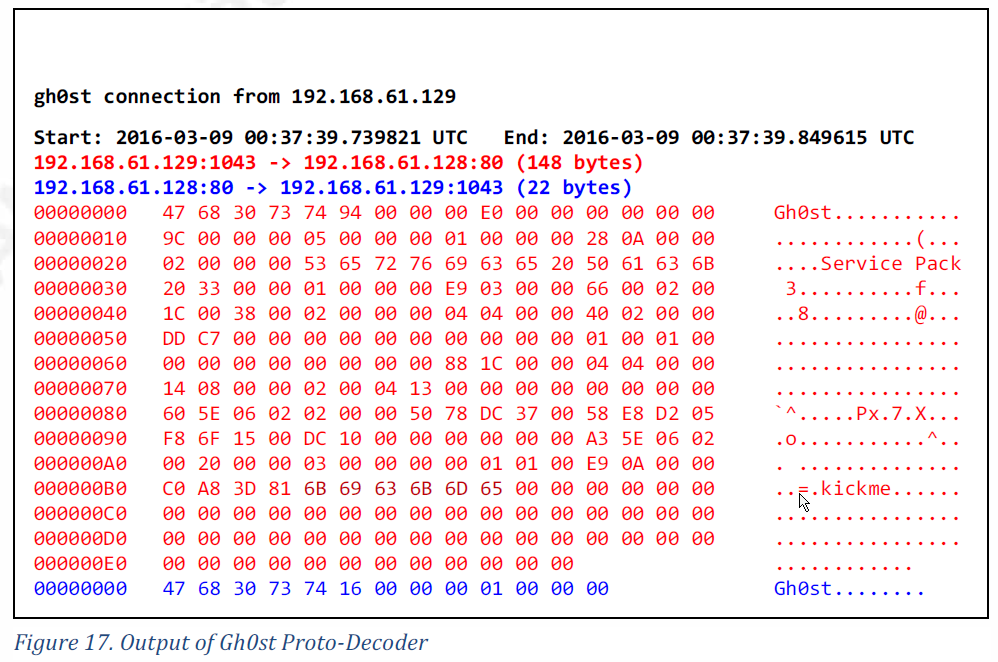 gh0st connection from 192.168.61.129
Start: 2016-03-09 00:37:39.739821 UTC   End: 2016-03-09 00:37:39.849615 UTC
192.168.61.129:1043 -> 192.168.61.128:80 (148 bytes)
192.168.61.128:80 -> 192.168.61.129:1043 (22 bytes)
00000000   47 68 30 73 74 94 00 00 00 E0 00 00 00 00 00 00     Gh0st...........
00000010   9C 00 00 00 05 00 00 00 01 00 00 00 28 0A 00 00     ............(...
00000020   02 00 00 00 53 65 72 76 69 63 65 20 50 61 63 6B     ....Service Pack
00000030   20 33 00 00 01 00 00 00 E9 03 00 00 66 00 02 00      3..........f...
00000040   1C 00 38 00 02 00 00 00 04 04 00 00 40 02 00 00     ..8.........@...
00000050   DD C7 00 00 00 00 00 00 00 00 00 00 01 00 01 00     ................
00000060   00 00 00 00 00 00 00 00 88 1C 00 00 04 04 00 00     ................
00000070   14 08 00 00 02 00 04 13 00 00 00 00 00 00 00 00     ................
00000080   60 5E 06 02 02 00 00 50 78 DC 37 00 58 E8 D2 05     `^.....Px.7.X...
00000090   F8 6F 15 00 DC 10 00 00 00 00 00 00 A3 5E 06 02     .o...........^..
000000A0   00 20 00 00 03 00 00 00 00 01 01 00 E9 0A 00 00     . ..............
000000B0   C0 A8 3D 81 6B 69 63 6B 6D 65 00 00 00 00 00 00     ..=.kickme......
000000C0   00 00 00 00 00 00 00 00 00 00 00 00 00 00 00 00     ................
000000D0   00 00 00 00 00 00 00 00 00 00 00 00 00 00 00 00     ................
000000E0   00 00 00 00 00 00 00 00 00 00 00 00                 ............
00000000   47 68 30 73 74 16 00 00 00 01 00 00 00              Gh0st........
Figure 17. Output of Gh0st Proto-Decoder